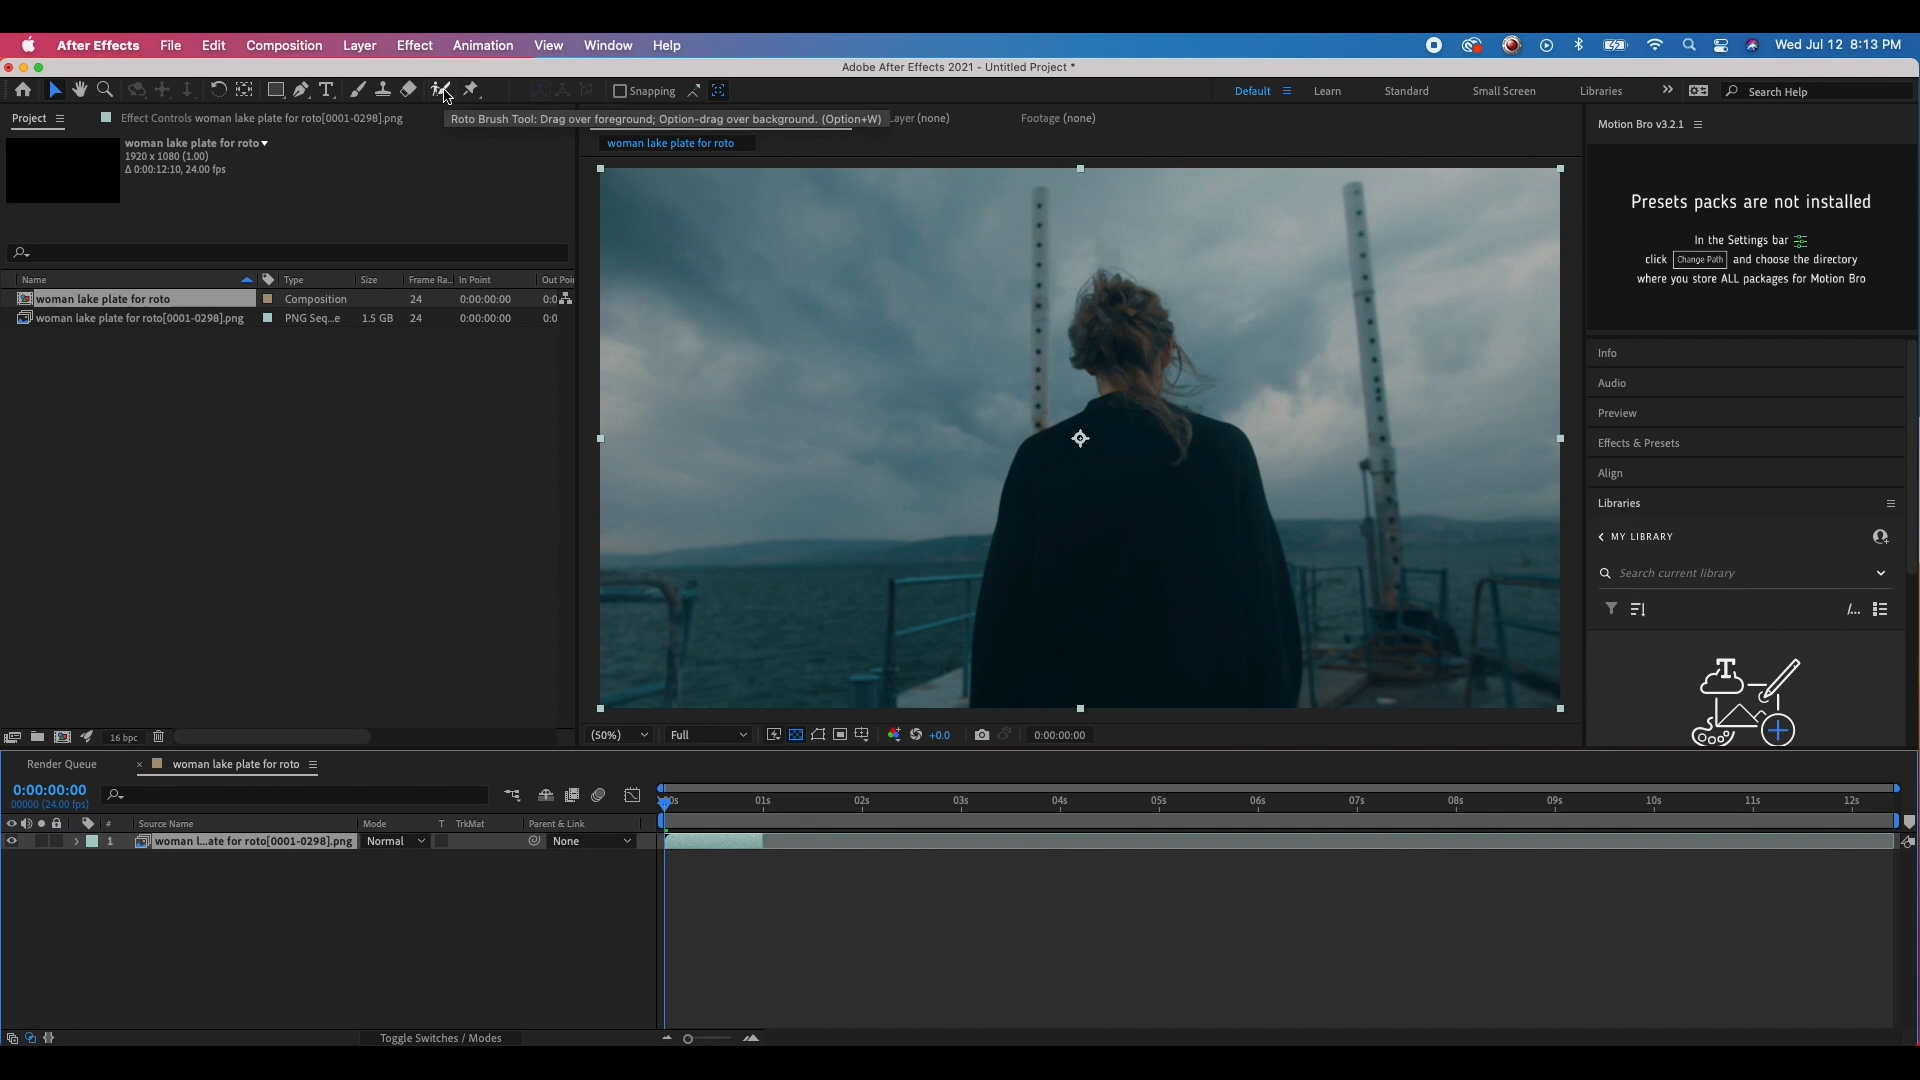 After Effects File Edit Composition Layer Effect Animation View Window Help Wed Jul 12 8:13 PM
Adobe After Effects 2021 - Untitled Project *
Snapping Default Learn Standard Small Screen Libraries Search Help
Project Effect Controls woman lake plate for roto[0001-0298].png
Roto Brush Tool: Drag over foreground; Option-drag over background. (Option+W)
Layer (none) Footage (none)
Motion Bro v3.2.1
woman lake plate for roto
1920 x 1080 (1.00)
Δ 0:00:12:10, 24.00 fps
woman lake plate for roto
Presets packs are not installed
In the Settings bar
click Change Path and choose the directory
where you store ALL packages for Motion Bro
Name Type Size Frame Ra... In Point Out Poi
woman lake plate for roto Composition 24 0:00:00:00 0:0
woman lake plate for roto[0001-0298].png PNG Seq...e 1.5 GB 24 0:00:00:00 0:0
Info
Audio
Preview
Effects & Presets
Align
Libraries
MY LIBRARY
Search current library
/...
16 bpc
(50%) Full +0.0 0:00:00:00
Render Queue × woman lake plate for roto
0:00:00:00
00000 (24.00 fps)
0s 01s 02s 03s 04s 05s 06s 07s 08s 09s 10s 11s 12s
# Source Name Mode T TrkMat Parent & Link
1 woman l...ate for roto[0001-0298].png Normal None
Toggle Switches / Modes